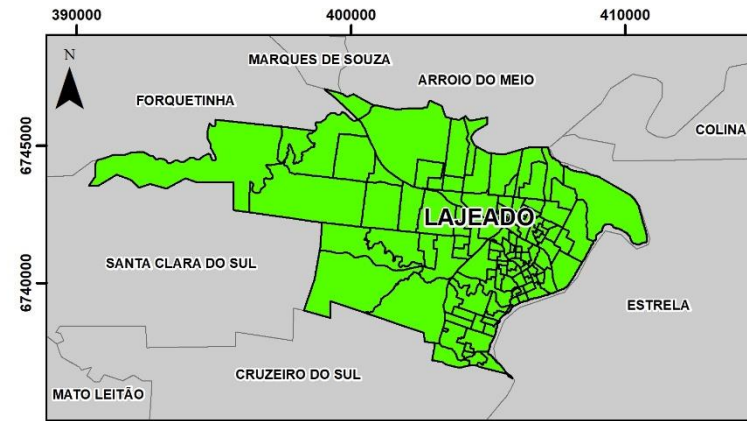 390000 400000 410000
N
MARQUES DE SOUZA
ARROIO DO MEIO
FORQUETINHA
COLINA
6745000
LAJEADO
SANTA CLARA DO SUL
6740000
ESTRELA
CRUZEIRO DO SUL
MATO LEITÃO